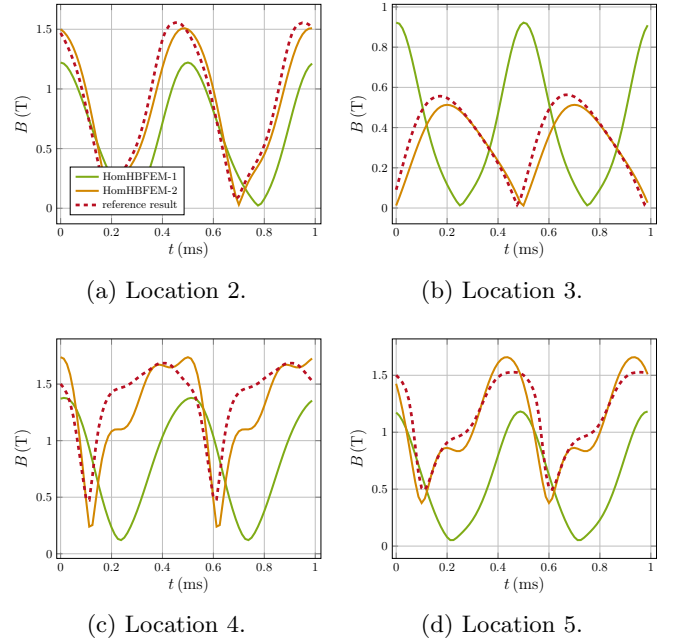 1.5
1
0.5
0
B (T)
HomHBFEM-1
HomHBFEM-2
reference result
0 0.2 0.4 0.6 0.8 1
t (ms)
(a) Location 2.
1
0.8
0.6
0.4
0.2
0
B (T)
0 0.2 0.4 0.6 0.8 1
t (ms)
(b) Location 3.
1.5
1
0.5
0
B (T)
0 0.2 0.4 0.6 0.8 1
t (ms)
(c) Location 4.
1.5
1
0.5
0
B (T)
0 0.2 0.4 0.6 0.8 1
t (ms)
(d) Location 5.